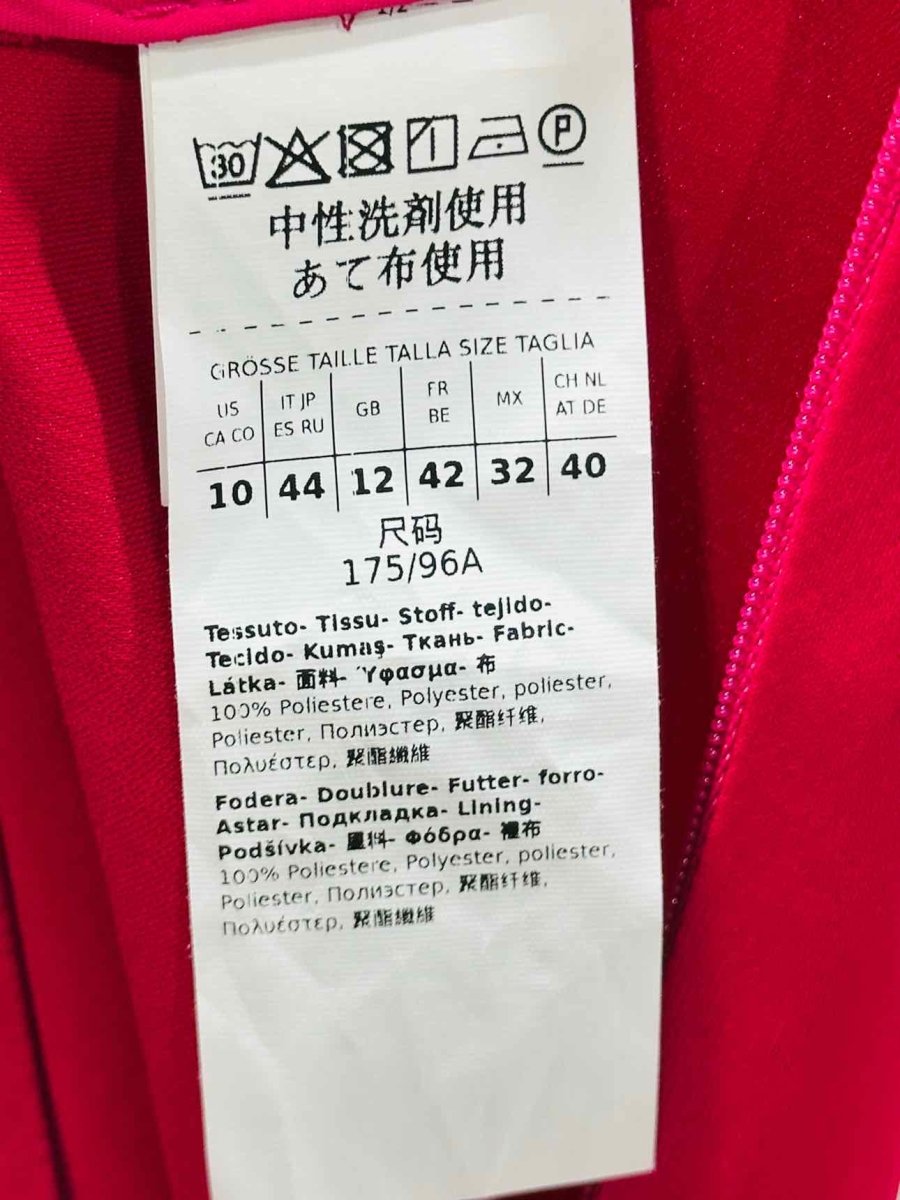 1/2
30 P
中性洗剤使用
あて布使用
GRÖSSE TAILLE TALLA SIZE TAGLIA
US CA CO
IT JP ES RU
GB
FR BE
MX
CH NL AT DE
10 44 12 42 32 40
尺码
175/96A
Tessuto- Tissu- Stoff- tejido-
Tecido- Kumaş- Ткань- Fabric-
Látka- 面料- Ύφασμα- 布
100% Poliestere, Polyester, poliester,
Poliester, Полиэстер, 聚酯纤维,
Πολυέστερ, 聚酯纖維
Fodera- Doublure- Futter- forro-
Astar- Подкладка- Lining-
Podšívka- 里料- Φόδρα- 裡布
100% Poliestere, Polyester, poliester,
Poliester, Полиэстер, 聚酯纤维,
Πολυέστερ, 聚酯纖維